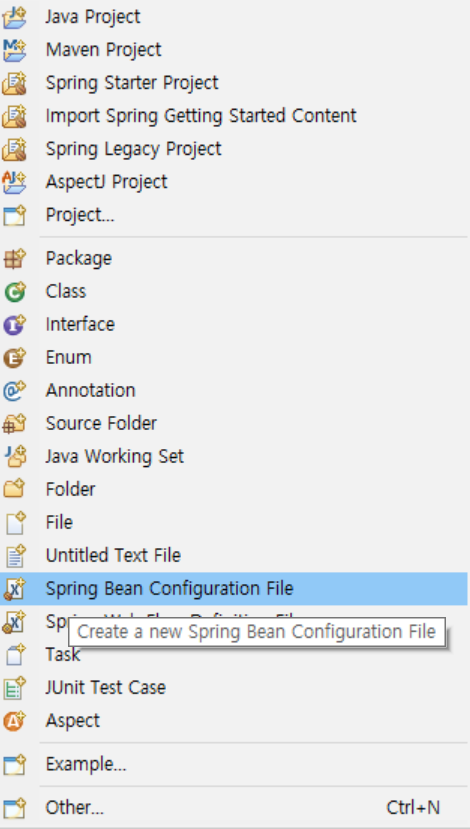 Java Project
Maven Project
Spring Starter Project
Import Spring Getting Started Content
Spring Legacy Project
AspectJ Project
Project...
Package
Class
Interface
Enum
Annotation
Source Folder
Java Working Set
Folder
File
Untitled Text File
Spring Bean Configuration File
Create a new Spring Bean Configuration File
Task
JUnit Test Case
Aspect
Example...
Other... Ctrl+N